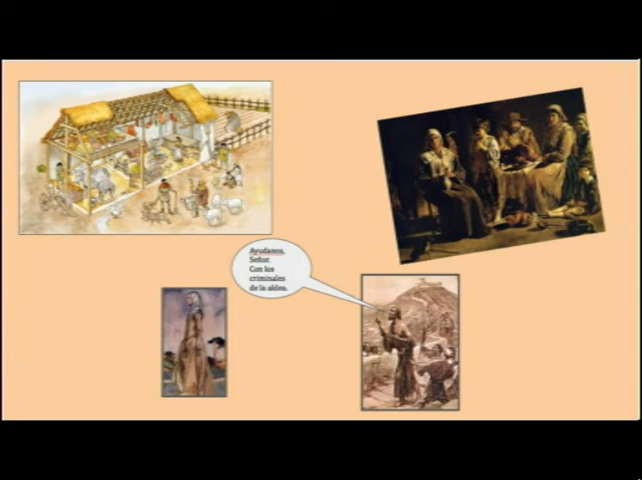 Ayudanos,
Señor.
Con los
criminales
de la aldea.